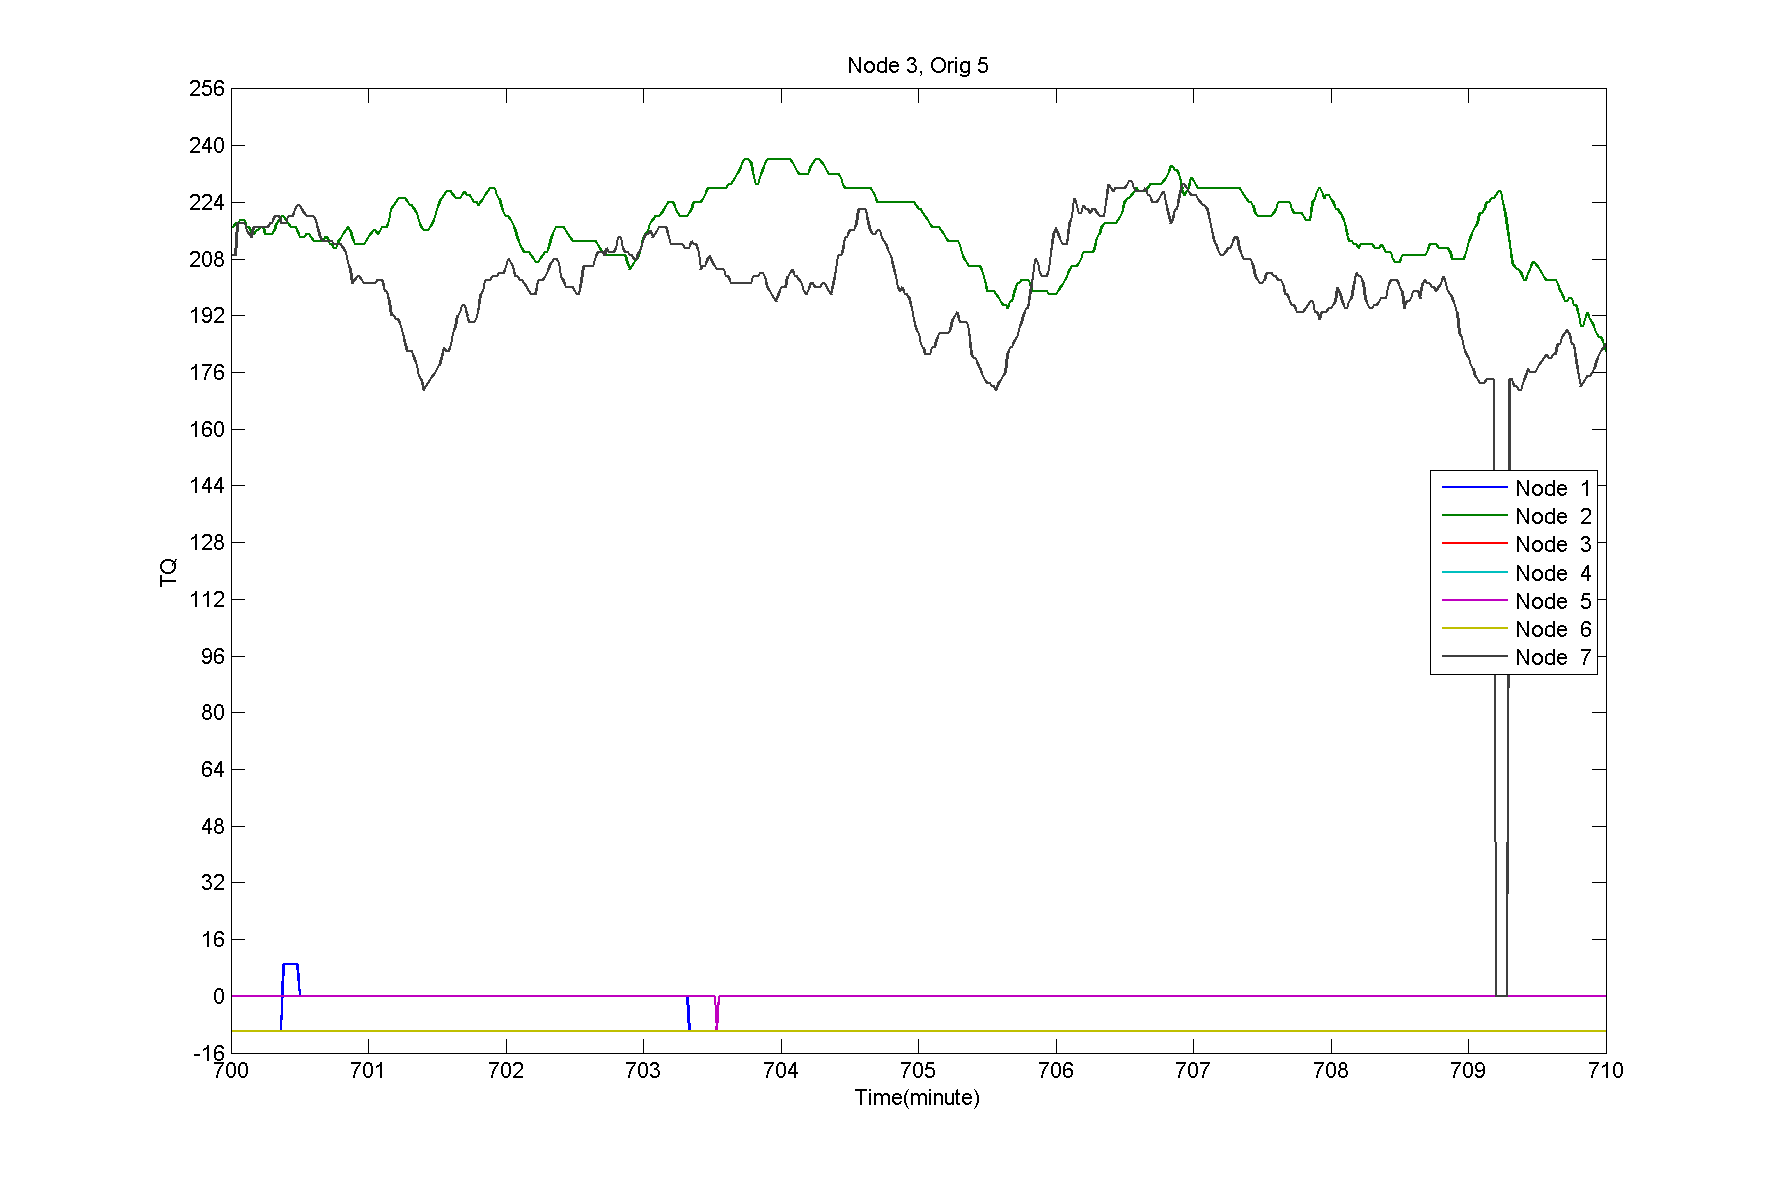 Node 3, Orig 5
256
240
224
208
192
176
160
144
128
112
96
80
64
48
32
16
0
-16
TQ
Node 1
Node 2
Node 3
Node 4
Node 5
Node 6
Node 7
700 701 702 703 704 705 706 707 708 709 710
Time(minute)